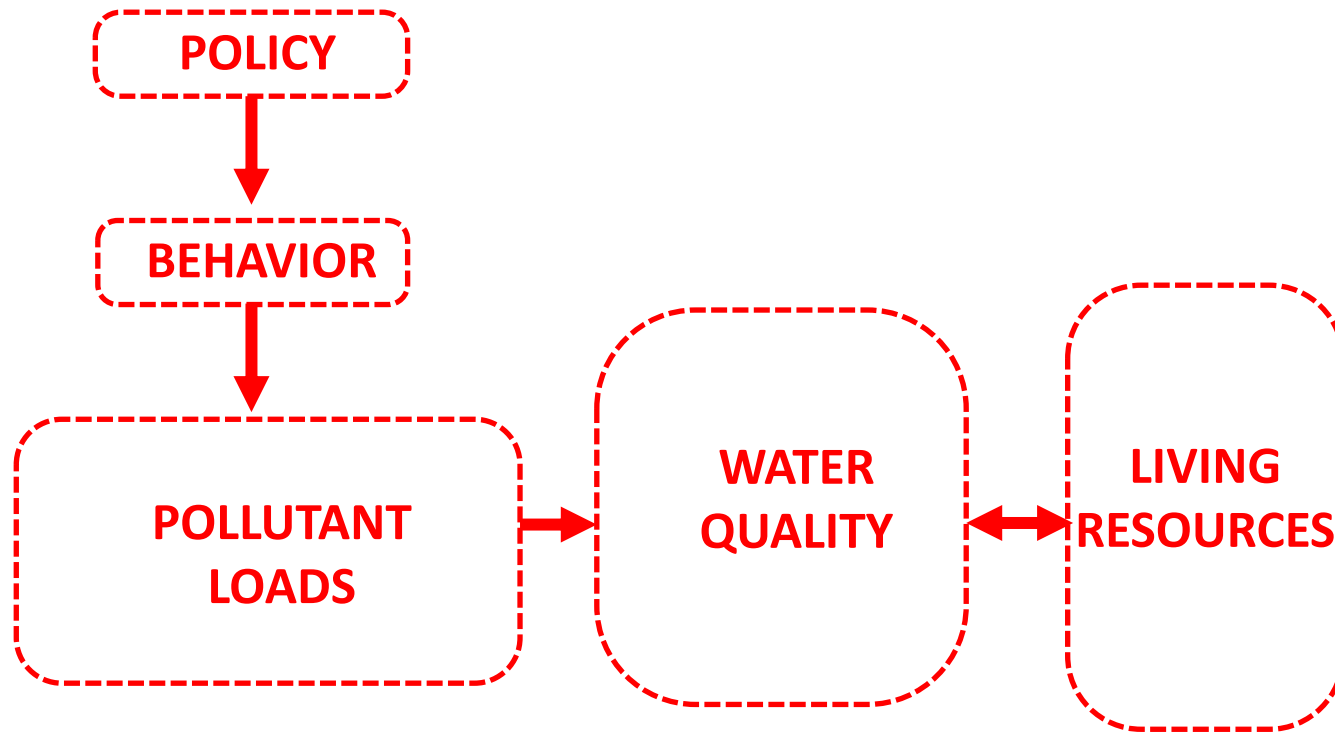 POLICY
BEHAVIOR
POLLUTANT
LOADS
WATER
QUALITY
LIVING
RESOURCES